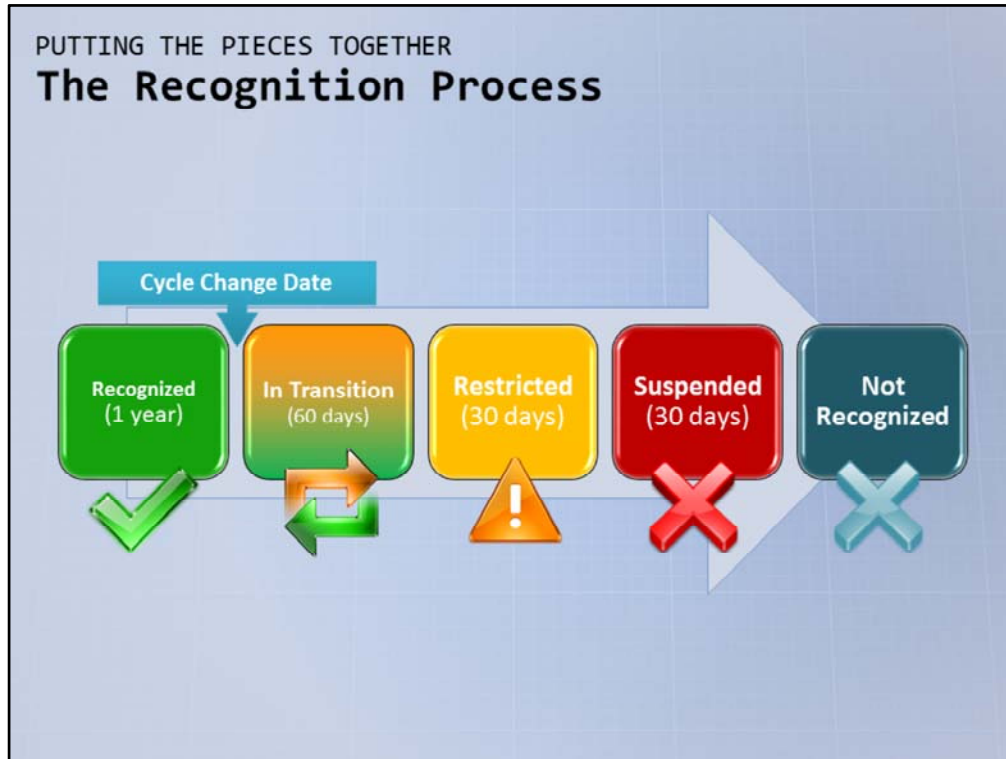 PUTTING THE PIECES TOGETHER
The Recognition Process
Cycle Change Date
Recognized
(1 year)
In Transition
(60 days)
Restricted
(30 days)
Suspended
(30 days)
Not
Recognized